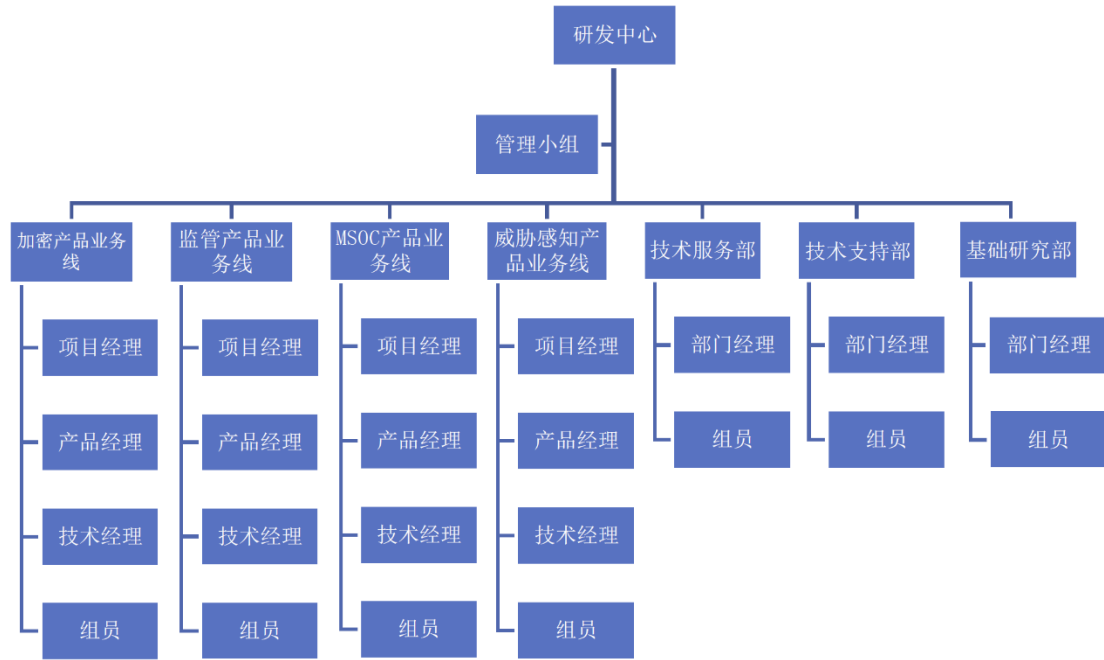 研发中心
管理小组
加密产品业务
线
监管产品业
务线
MSOC产品业
务线
威胁感知产
品业务线
技术服务部
技术支持部
基础研究部
项目经理
项目经理
项目经理
项目经理
部门经理
部门经理
部门经理
产品经理
产品经理
产品经理
产品经理
组员
组员
组员
技术经理
技术经理
技术经理
技术经理
组员
组员
组员
组员